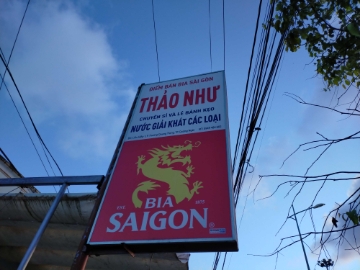 ĐIỂM BÁN BIA SÀI GÒN
THẢO NHƯ
CHUYÊN SỈ VÀ LẺ BÁNH KẸO
NƯỚC GIẢI KHÁT CÁC LOẠI
BIA
SAIGON